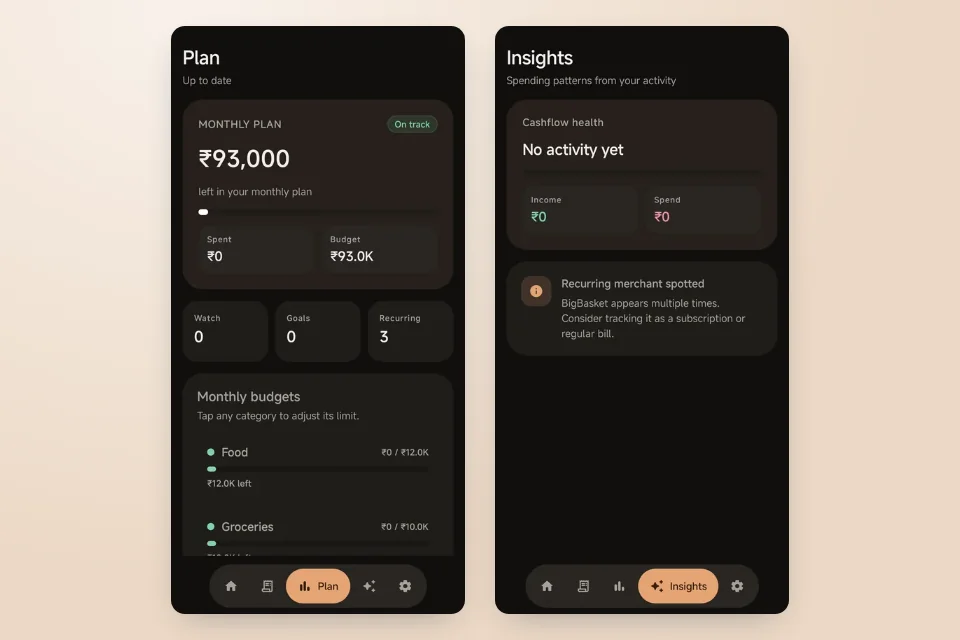 Plan
Up to date
MONTHLY PLAN
On track
₹93,000
left in your monthly plan
Spent
₹0
Budget
₹93.0K
Watch
0
Goals
0
Recurring
3
Monthly budgets
Tap any category to adjust its limit.
Food
₹0 / ₹12.0K
₹12.0K left
Groceries
₹0 / ₹10.0K
Plan
Insights
Spending patterns from your activity
Cashflow health
No activity yet
Income
₹0
Spend
₹0
Recurring merchant spotted
BigBasket appears multiple times.
Consider tracking it as a subscription or
regular bill.
Insights